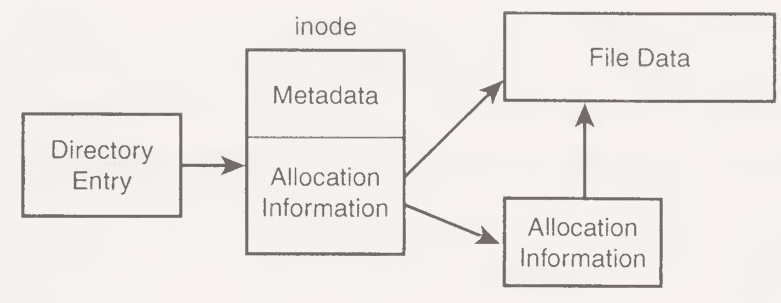 inode
Directory
Entry
Metadata
Allocation
Information
File Data
Allocation
Information